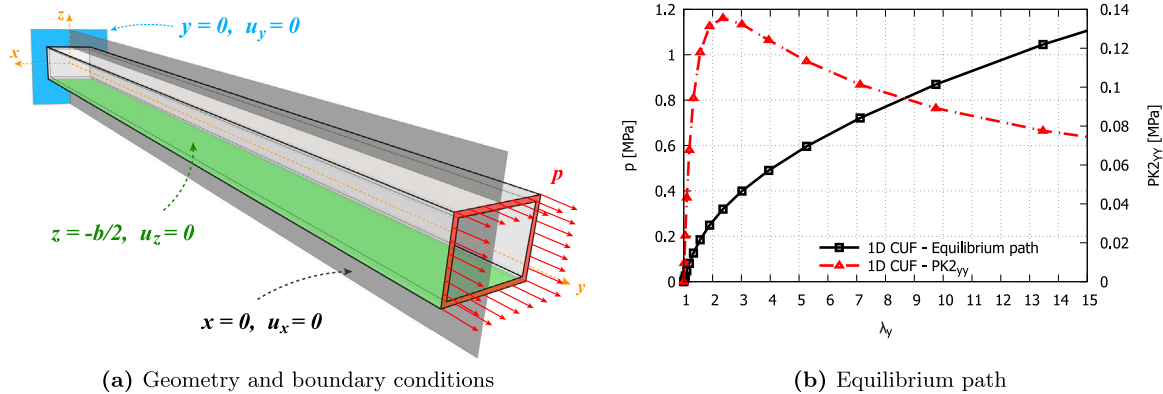 z
y = 0, u_y = 0
x
p
z = -b/2, u_z = 0
y
x = 0, u_x = 0
(a) Geometry and boundary conditions
p [MPa]
1.2
1
0.8
0.6
0.4
0.2
0
0.14
0.12
0.1
0.08
0.06
0.04
0.02
0
PK2_YY [MPa]
1D CUF - Equilibrium path
1D CUF - PK2_yy
1 2 3 4 5 6 7 8 9 10 11 12 13 14 15
λ_y
(b) Equilibrium path